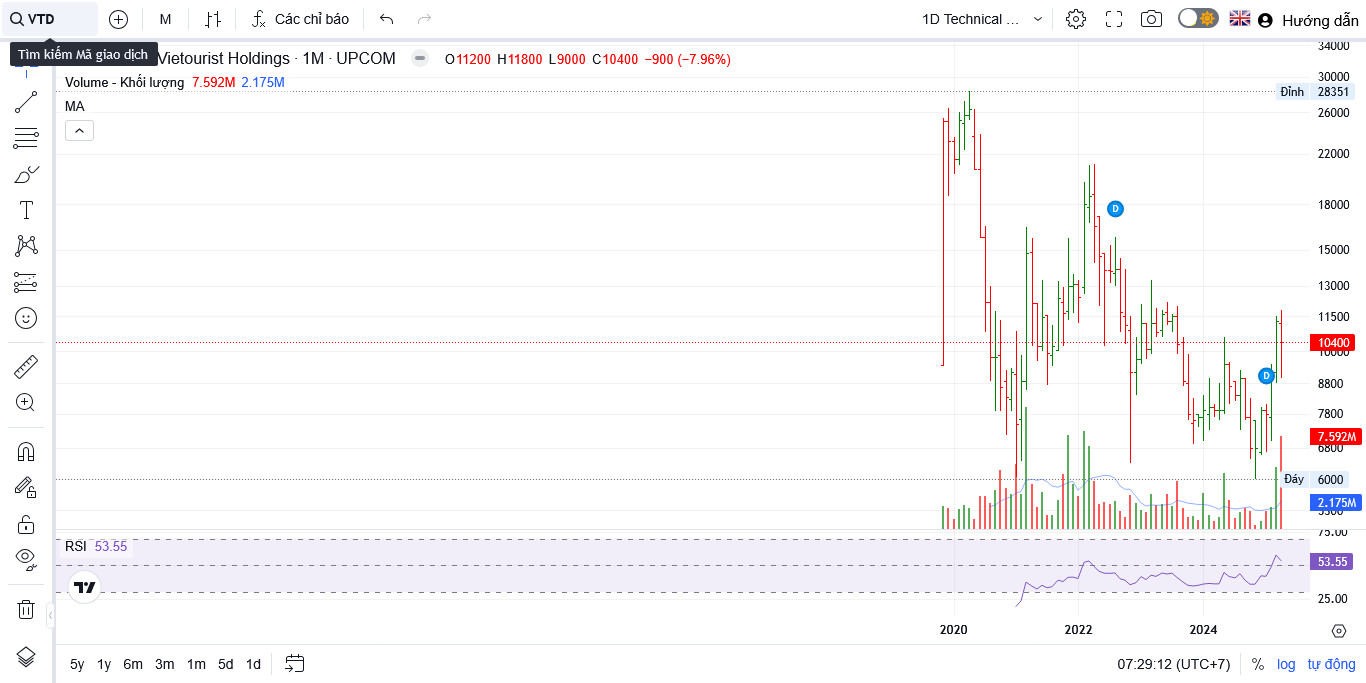 VTD M Các chỉ báo 1D Technical ... Hướng dẫn
Tìm kiếm Mã giao dịch
Vietourist Holdings · 1M · UPCOM O11200 H11800 L9000 C10400 −900 (−7.96%)
Volume - Khối lượng 7.592M 2.175M
MA
34000
30000
Đỉnh 28351
26000
22000
18000
D
15000
13000
11500
10400
10000
D
8800
7800
7.592M
6800
Đáy 6000
2.175M
5300
75.00
RSI 53.55
53.55
25.00
2020 2022 2024
5y 1y 6m 3m 1m 5d 1d 07:29:12 (UTC+7) % log tự động